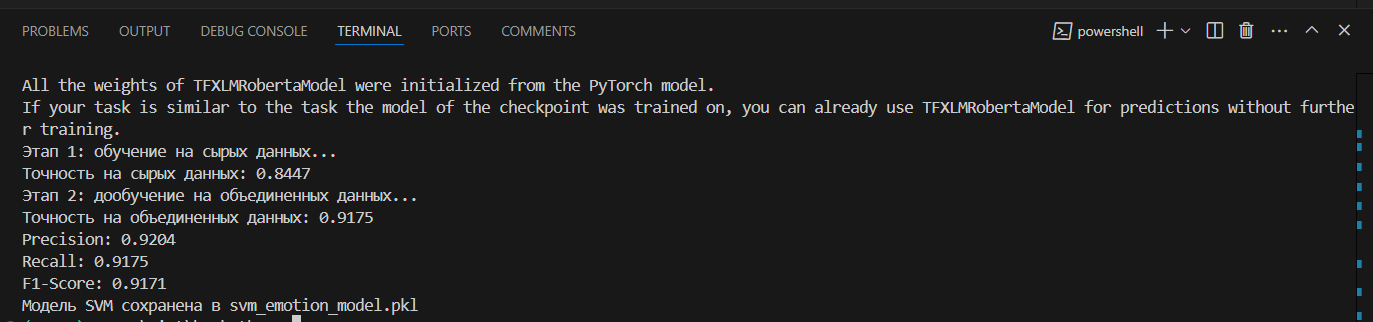 PROBLEMS OUTPUT DEBUG CONSOLE TERMINAL PORTS COMMENTS powershell
All the weights of TFXLMRobertaModel were initialized from the PyTorch model.
If your task is similar to the task the model of the checkpoint was trained on, you can already use TFXLMRobertaModel for predictions without furthe
r training.
Этап 1: обучение на сырых данных...
Точность на сырых данных: 0.8447
Этап 2: дообучение на объединенных данных...
Точность на объединенных данных: 0.9175
Precision: 0.9204
Recall: 0.9175
F1-Score: 0.9171
Модель SVM сохранена в svm_emotion_model.pkl